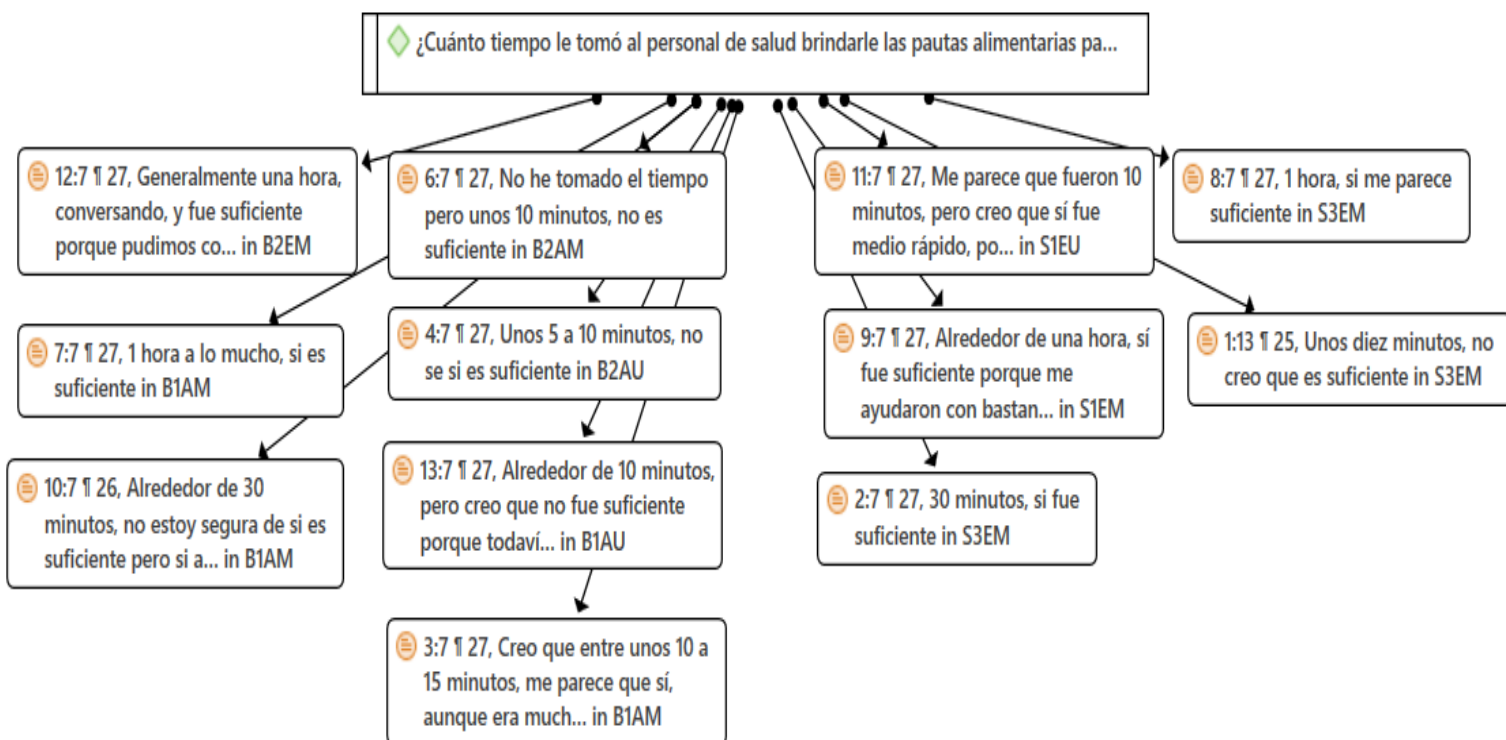 ¿Cuánto tiempo le tomó al personal de salud brindarle las pautas alimentarias pa...
12:7 ¶ 27, Generalmente una hora,
conversando, y fue suficiente
porque pudimos co... in B2EM
6:7 ¶ 27, No he tomado el tiempo
pero unos 10 minutos, no es
suficiente in B2AM
11:7 ¶ 27, Me parece que fueron 10
minutos, pero creo que sí fue
medio rápido, po... in S1EU
8:7 ¶ 27, 1 hora, si me parece
suficiente in S3EM
7:7 ¶ 27, 1 hora a lo mucho, si es
suficiente in B1AM
4:7 ¶ 27, Unos 5 a 10 minutos, no
se si es suficiente in B2AU
9:7 ¶ 27, Alrededor de una hora, sí
fue suficiente porque me
ayudaron con bastan... in S1EM
1:13 ¶ 25, Unos diez minutos, no
creo que es suficiente in S3EM
10:7 ¶ 26, Alrededor de 30
minutos, no estoy segura de si es
suficiente pero si a... in B1AM
13:7 ¶ 27, Alrededor de 10 minutos,
pero creo que no fue suficiente
porque todaví... in B1AU
2:7 ¶ 27, 30 minutos, si fue
suficiente in S3EM
3:7 ¶ 27, Creo que entre unos 10 a
15 minutos, me parece que sí,
aunque era much... in B1AM